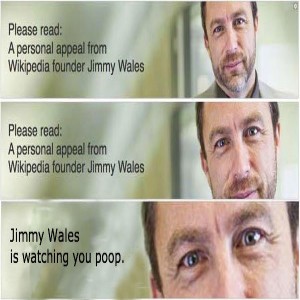 Please read:
A personal appeal from
Wikipedia founder Jimmy Wales
Please read:
A personal appeal from
Wikipedia founder Jimmy Wales
Jimmy Wales
is watching you poop.